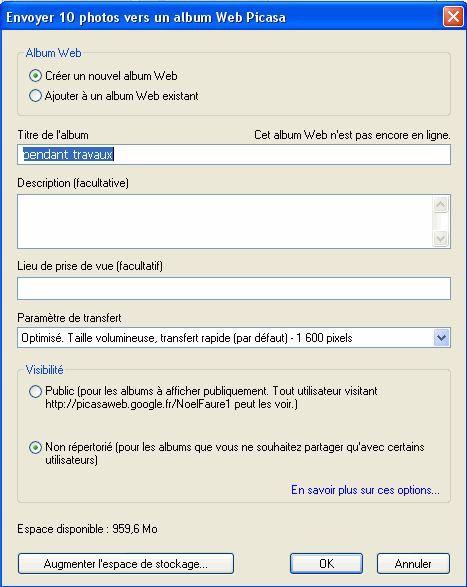 Envoyer 10 photos vers un album Web Picasa
Album Web
Créer un nouvel album Web
Ajouter à un album Web existant
Titre de l'album
Cet album Web n'est pas encore en ligne.
pendant travaux
Description (facultative)
Lieu de prise de vue (facultatif)
Paramètre de transfert
Optimisé. Taille volumineuse, transfert rapide (par défaut) - 1 600 pixels
Visibilité
Public (pour les albums à afficher publiquement. Tout utilisateur visitant
http://picasaweb.google.fr/NoelFaure1 peut les voir.)
Non répertorié (pour les albums que vous ne souhaitez partager qu'avec certains
utilisateurs)
En savoir plus sur ces options...
Espace disponible : 959,6 Mo
Augmenter l'espace de stockage...
OK
Annuler